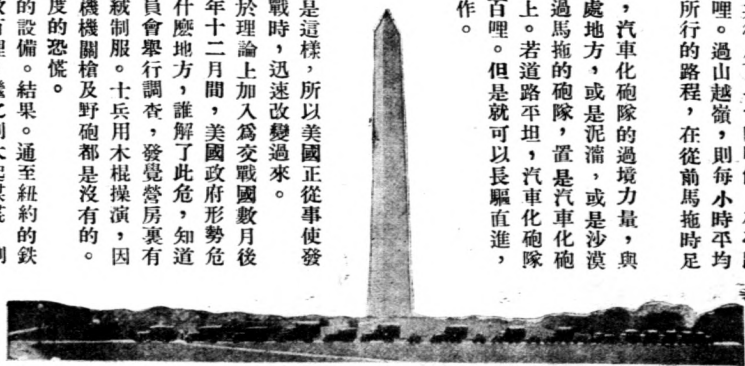 哩。過山越嶺,則每小時平均
所行的路程,在從前馬拖時足
,汽車化砲隊的過境力量,與
處地方,或是泥濘,或是沙漠
過馬拖的砲隊,置是汽車化砲
上。若道路平坦,汽車化砲隊
百哩。但是就可以長驅直進,
作。
是這樣,所以美國正從事使發
戰時,迅速改變過來。
於理論上加入爲交戰國數月後
年十二月間,美國政府形勢危
什麼地方,誰解了此危,知道
員會舉行調查,發覺營房裏有
絨制服。士兵用木棍操演,因
機機關槍及野砲都是沒有的。
度的恐慌。
的設備。結果。通至紐約的鉄